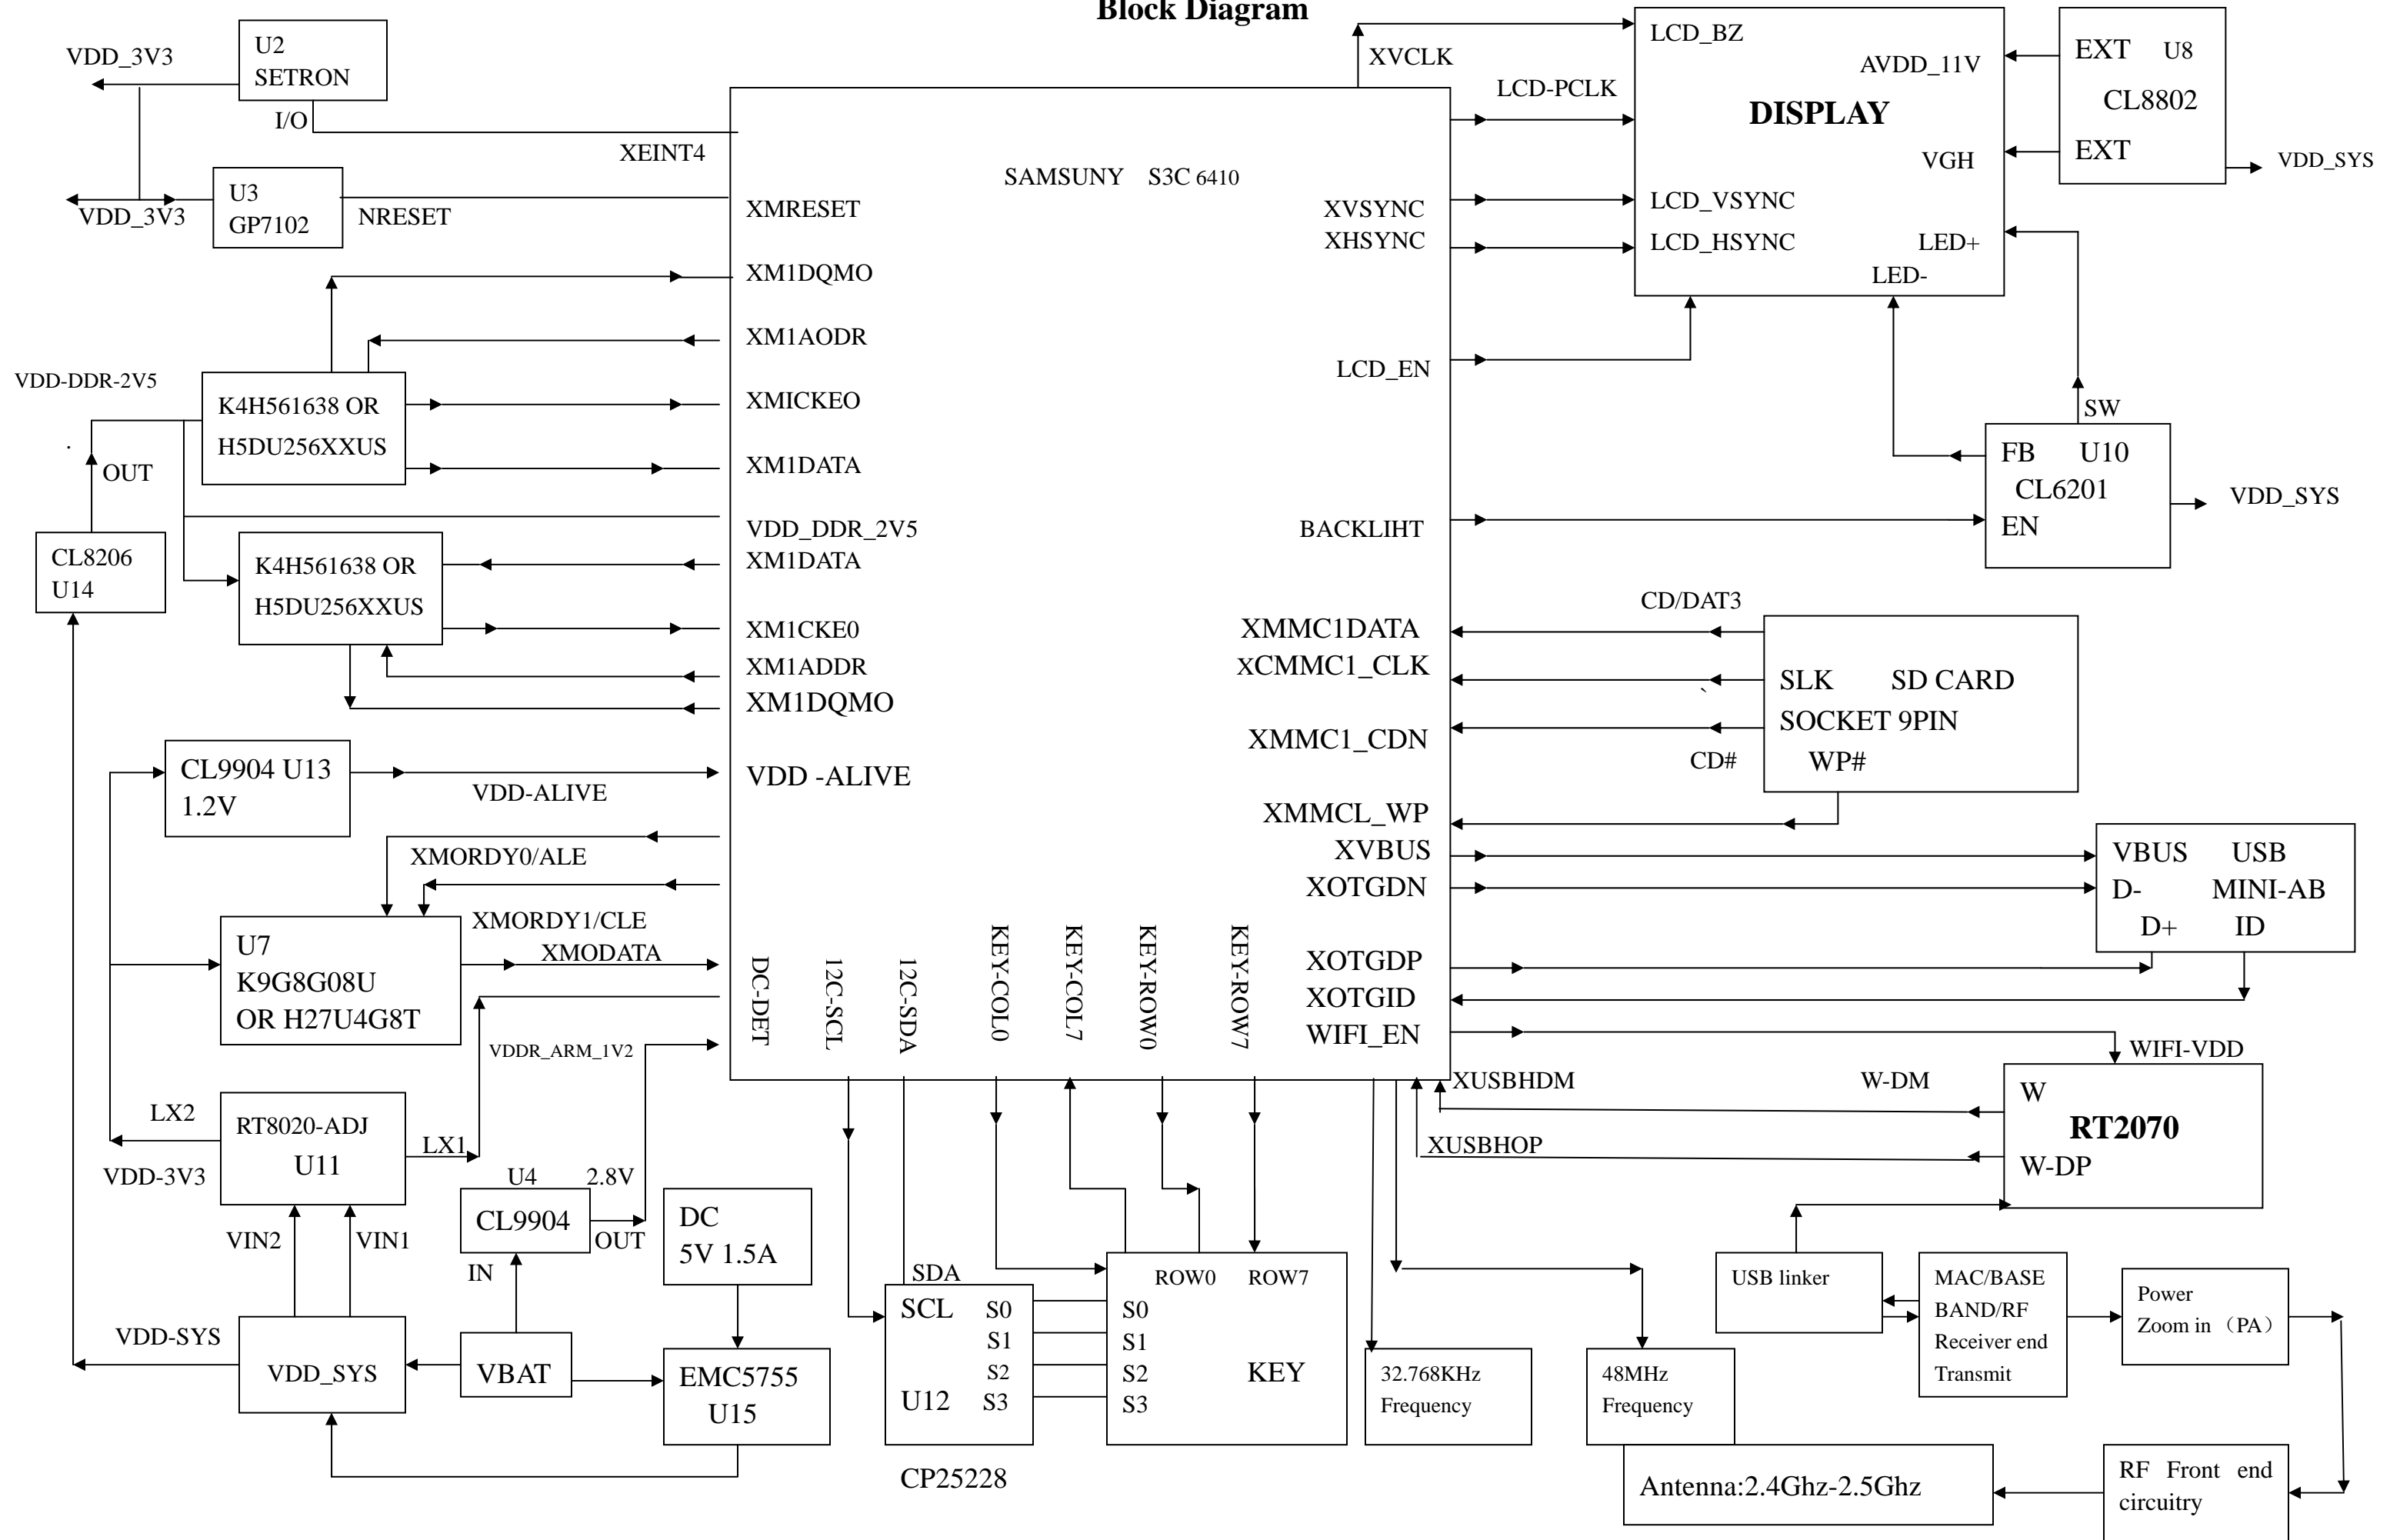 Block Diagram
U2
SETRON
VDD_3V3
I/O
XEINT4
U3
GP7102
VDD_3V3
NRESET
SAMSUNY S3C 6410
XMRESET
XM1DQMO
XM1AODR
XMICKEO
XM1DATA
VDD_DDR_2V5
XM1DATA
XM1CKE0
XM1ADDR
XM1DQMO
VDD -ALIVE
VDD-DDR-2V5
.
OUT
K4H561638 OR
H5DU256XXUS
CL8206
U14
K4H561638 OR
H5DU256XXUS
CL9904 U13
1.2V
VDD-ALIVE
XMORDY0/ALE
XMORDY1/CLE
XMODATA
U7
K9G8G08U
OR H27U4G8T
VDDR_ARM_1V2
LX2
RT8020-ADJ
U11
LX1
VDD-3V3
VIN2
VIN1
U4
2.8V
CL9904
OUT
IN
DC
5V 1.5A
VDD-SYS
VDD_SYS
VBAT
EMC5755
U15
DC-DET
12C-SCL
12C-SDA
KEY-COL0
KEY-COL7
KEY-ROW0
KEY-ROW7
SDA
SCL S0
S1
S2
U12 S3
CP25228
ROW0 ROW7
S0
S1
S2
KEY
S3
XVCLK
LCD-PCLK
XVSYNC
XHSYNC
LCD_EN
BACKLIHT
XMMC1DATA
XCMMC1_CLK
XMMC1_CDN
XMMCL_WP
XVBUS
XOTGDN
XOTGDP
XOTGID
WIFI_EN
LCD_BZ
AVDD_11V
DISPLAY
VGH
LCD_VSYNC
LCD_HSYNC
LED+
LED-
EXT U8
CL8802
EXT
VDD_SYS
SW
FB U10
CL6201
EN
VDD_SYS
CD/DAT3
SLK SD CARD
SOCKET 9PIN
WP#
CD#
`
VBUS USB
D- MINI-AB
D+ ID
WIFI-VDD
XUSBHDM
W-DM
XUSBHOP
W
RT2070
W-DP
USB linker
MAC/BASE
BAND/RF
Receiver end
Transmit
Power
Zoom in（PA）
32.768KHz
Frequency
48MHz
Frequency
Antenna:2.4Ghz-2.5Ghz
RF Front end
circuitry